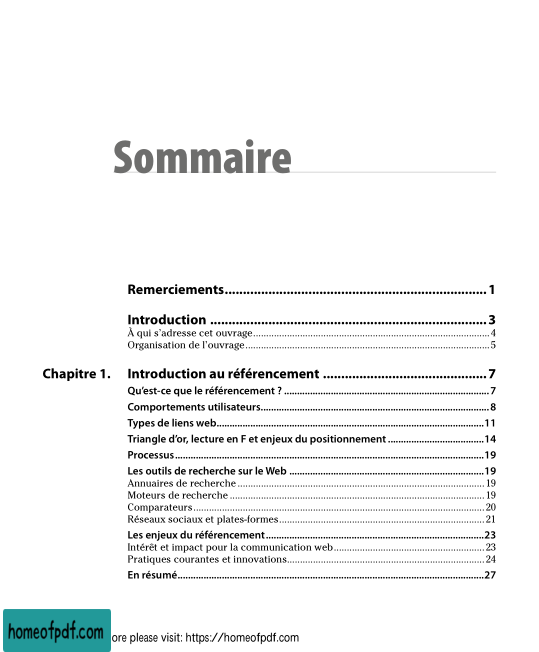 Sommaire
Remerciements........................................................................ 1
Introduction ............................................................................ 3
À qui s'adresse cet ouvrage..................................................................................... 4
Organisation de l'ouvrage........................................................................................ 5
Chapitre 1. Introduction au référencement ............................................. 7
Qu'est-ce que le référencement ? ....................................................................... 7
Comportements utilisateurs............................................................................... 8
Types de liens web............................................................................................11
Triangle d'or, lecture en F et enjeux du positionnement ..................................14
Processus...........................................................................................................19
Les outils de recherche sur le Web ....................................................................19
Annuaires de recherche ......................................................................................... 19
Moteurs de recherche ............................................................................................ 19
Comparateurs......................................................................................................... 20
Réseaux sociaux et plates-formes.......................................................................... 21
Les enjeux du référencement............................................................................23
Intérêt et impact pour la communication web...................................................... 23
Pratiques courantes et innovations....................................................................... 24
En résumé..........................................................................................................27
homeofpdf.com ore please visit: https://homeofpdf.com